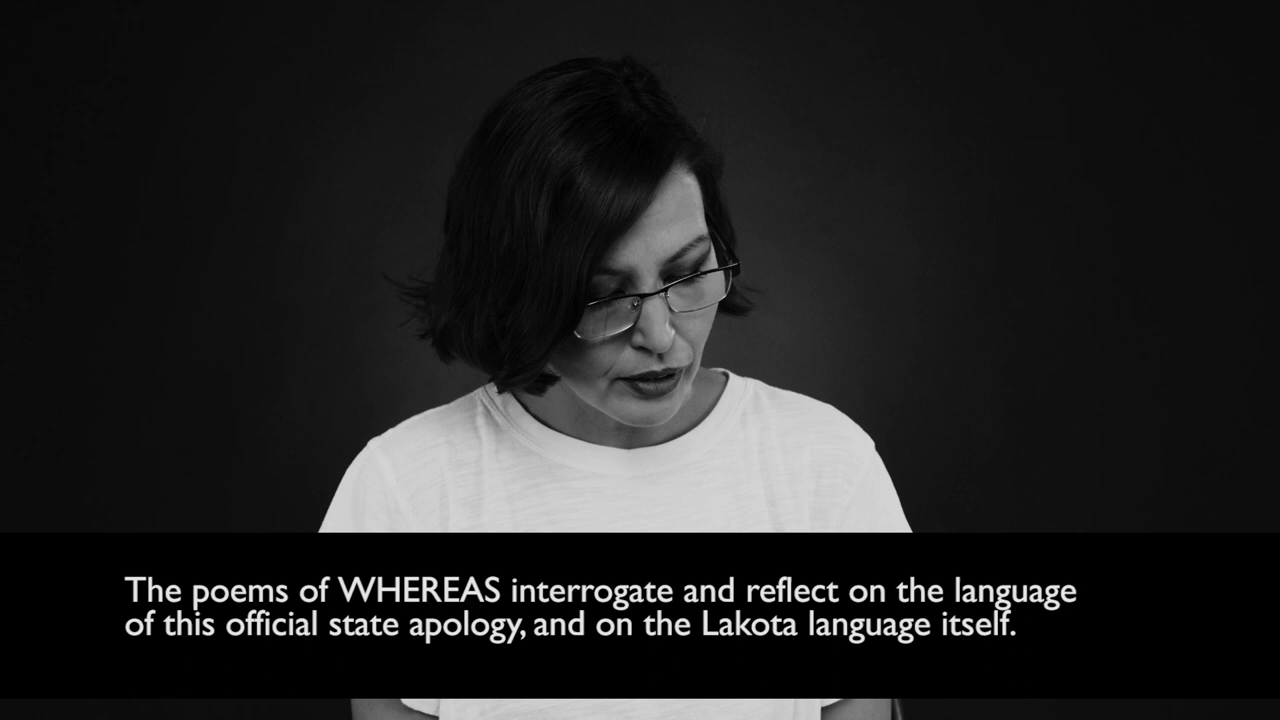 The poems of WHEREAS interrogate and reflect on the language
of this official state apology, and on the Lakota language itself.